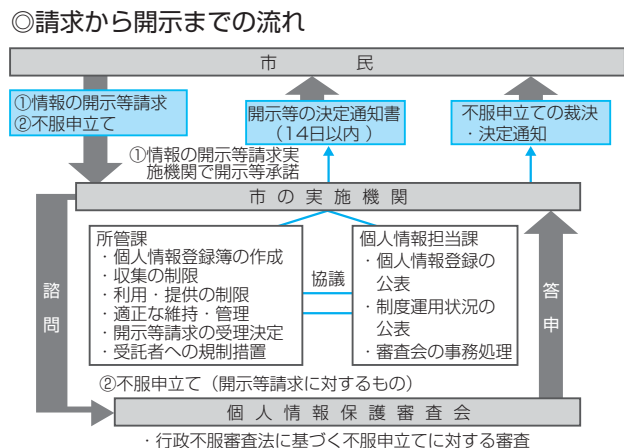 ◎請求から開示までの流れ
市民
①情報の開示等請求
②不服申立て
開示等の決定通知書
（14日以内 ）
不服申立ての裁決
・決定通知
①情報の開示等請求実
施機関で開示等承諾
市の実施機関
所管課
・個人情報登録簿の作成
・収集の制限
・利用・提供の制限
・適正な維持・管理
・開示等請求の受理決定
・受託者への規制措置
協議
個人情報担当課
・個人情報登録の
公表
・制度運用状況の
公表
・審査会の事務処理
諮問
答申
②不服申立て（開示等請求に対するもの）
個人情報保護審査会
・行政不服審査法に基づく不服申立てに対する審査